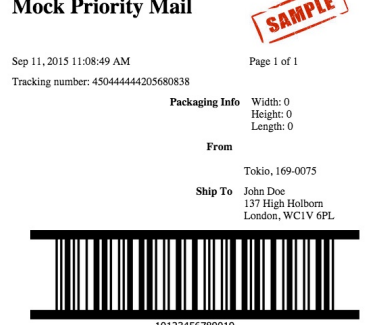 Mock Priority Mail
SAMPLE
Sep 11, 2015 11:08:49 AM Page 1 of 1
Tracking number: 450444444205680838
Packaging Info Width: 0
Height: 0
Length: 0
From
Tokio, 169-0075
Ship To John Doe
137 High Holborn
London, WC1V 6PL